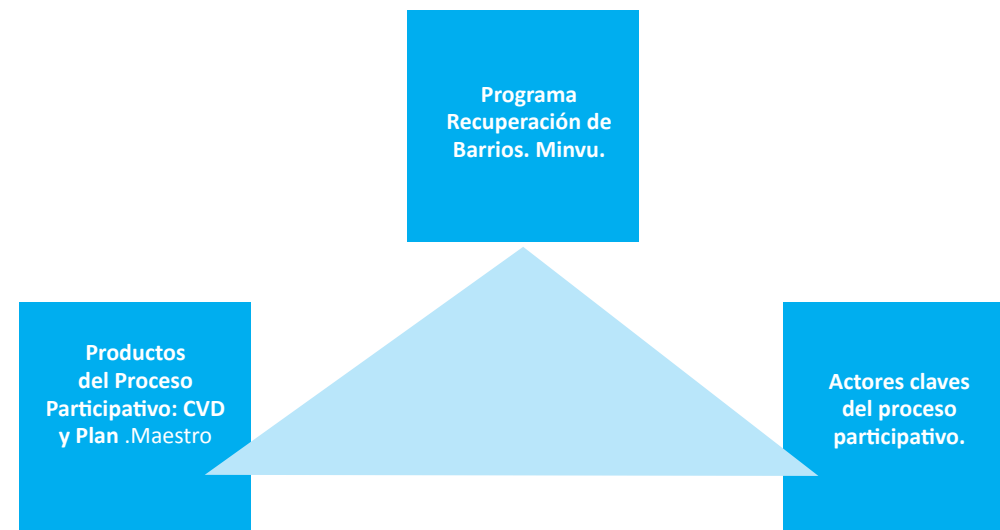 Programa
Recuperación de
Barrios. Minvu.
Productos
del Proceso
Participativo: CVD
y Plan .Maestro
Actores claves
del proceso
participativo.